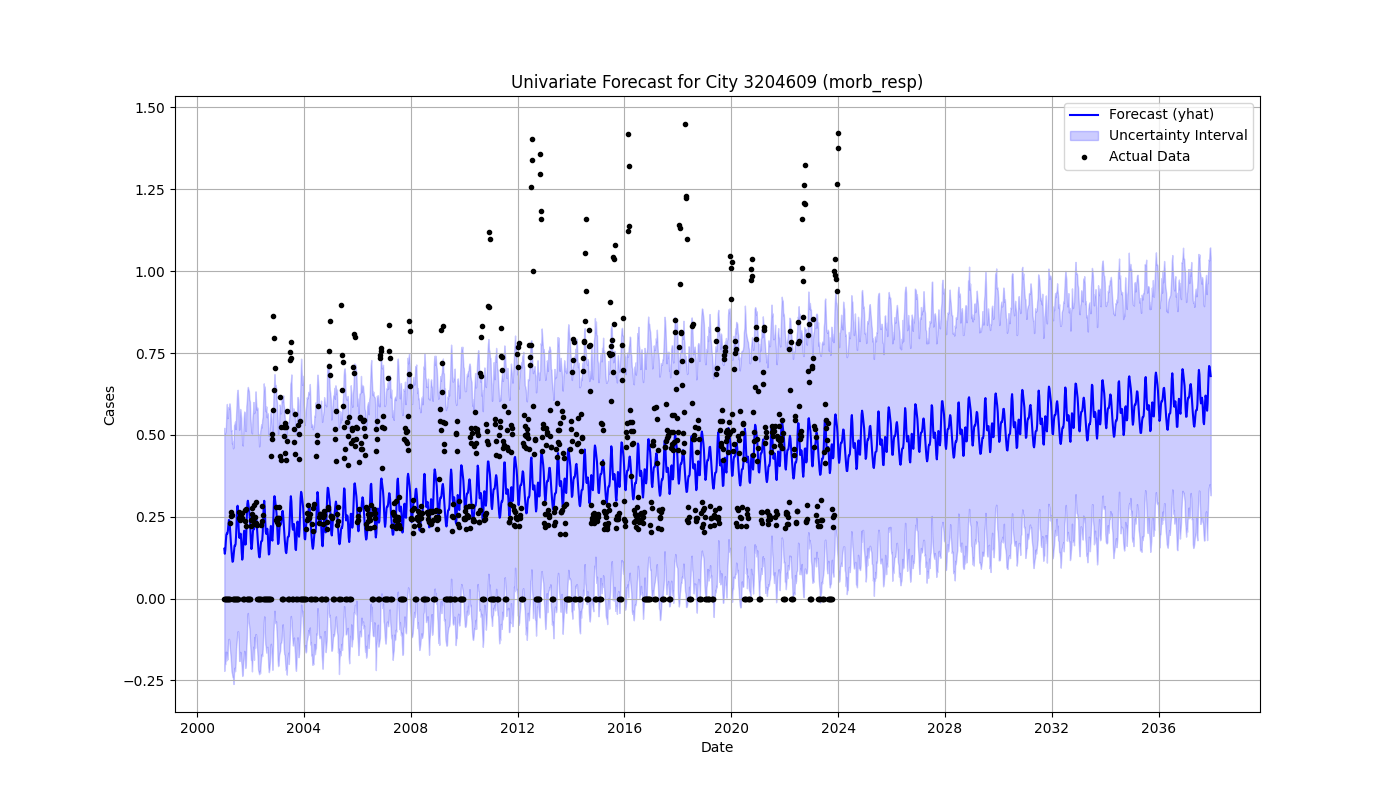 Univariate Forecast for City 3204609 (morb_resp)
Forecast (yhat)
Uncertainty Interval
Actual Data
Cases
1.50
1.25
1.00
0.75
0.50
0.25
0.00
−0.25
2000 2004 2008 2012 2016 2020 2024 2028 2032 2036
Date